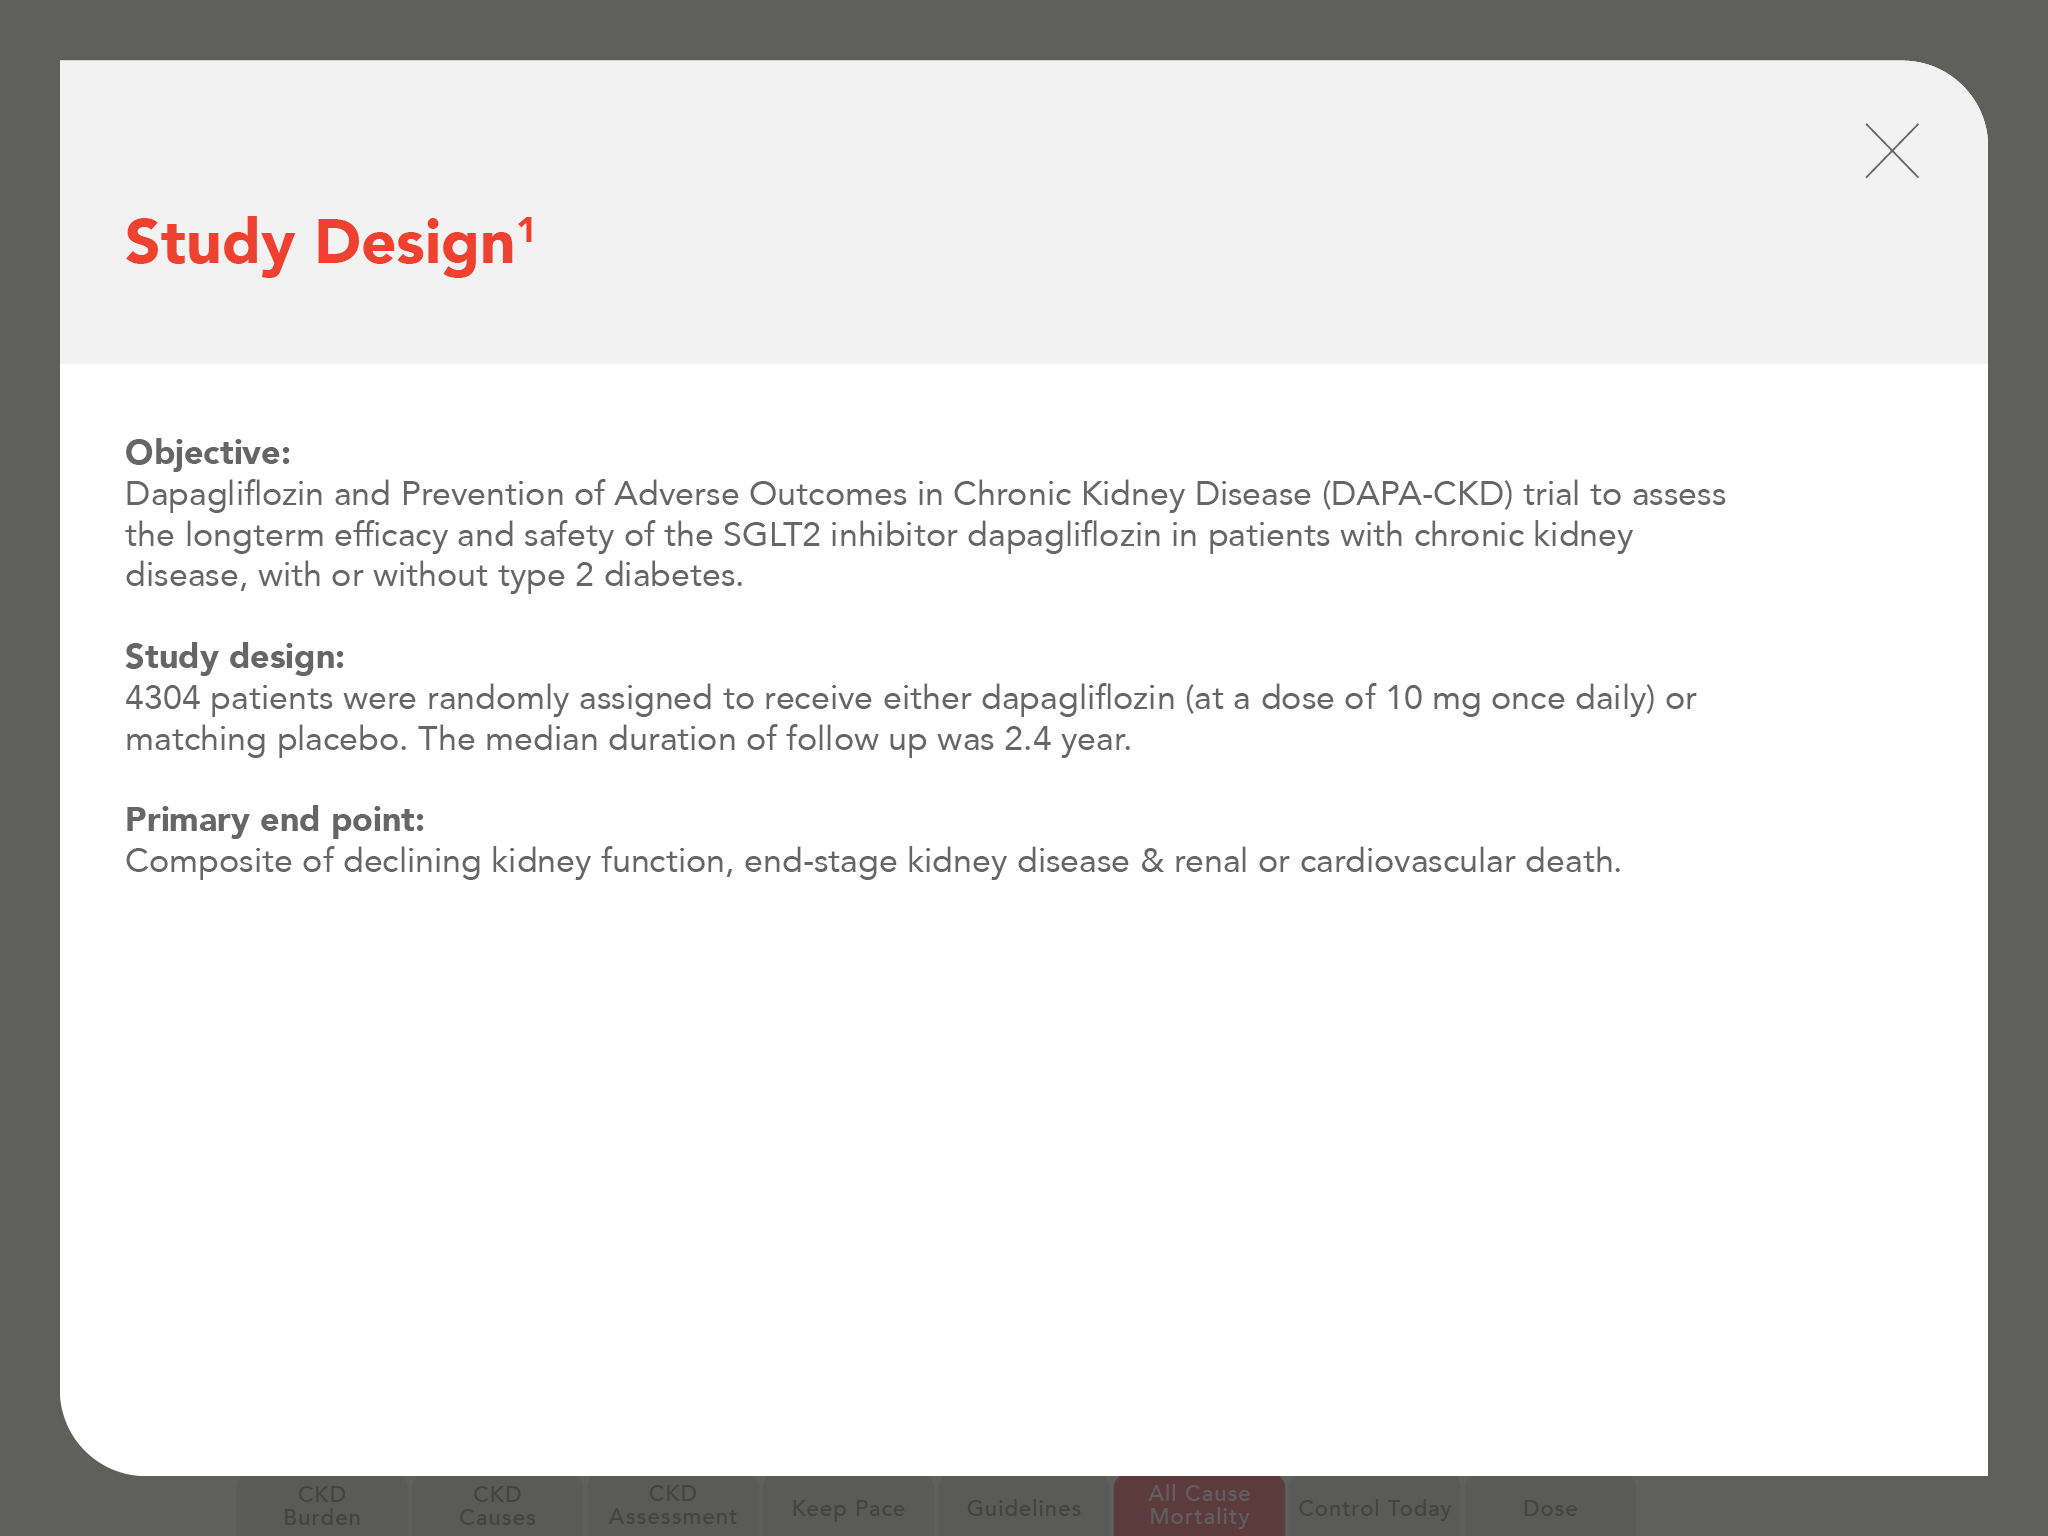 Study Design¹
Objective:
Dapagliflozin and Prevention of Adverse Outcomes in Chronic Kidney Disease (DAPA-CKD) trial to assess
the longterm efficacy and safety of the SGLT2 inhibitor dapagliflozin in patients with chronic kidney
disease, with or without type 2 diabetes.
Study design:
4304 patients were randomly assigned to receive either dapagliflozin (at a dose of 10 mg once daily) or
matching placebo. The median duration of follow up was 2.4 year.
Primary end point:
Composite of declining kidney function, end-stage kidney disease & renal or cardiovascular death.
CKD
Burden
CKD
Causes
CKD
Assessment
Keep Pace
Guidelines
All Cause
Mortality
Control Today
Dose